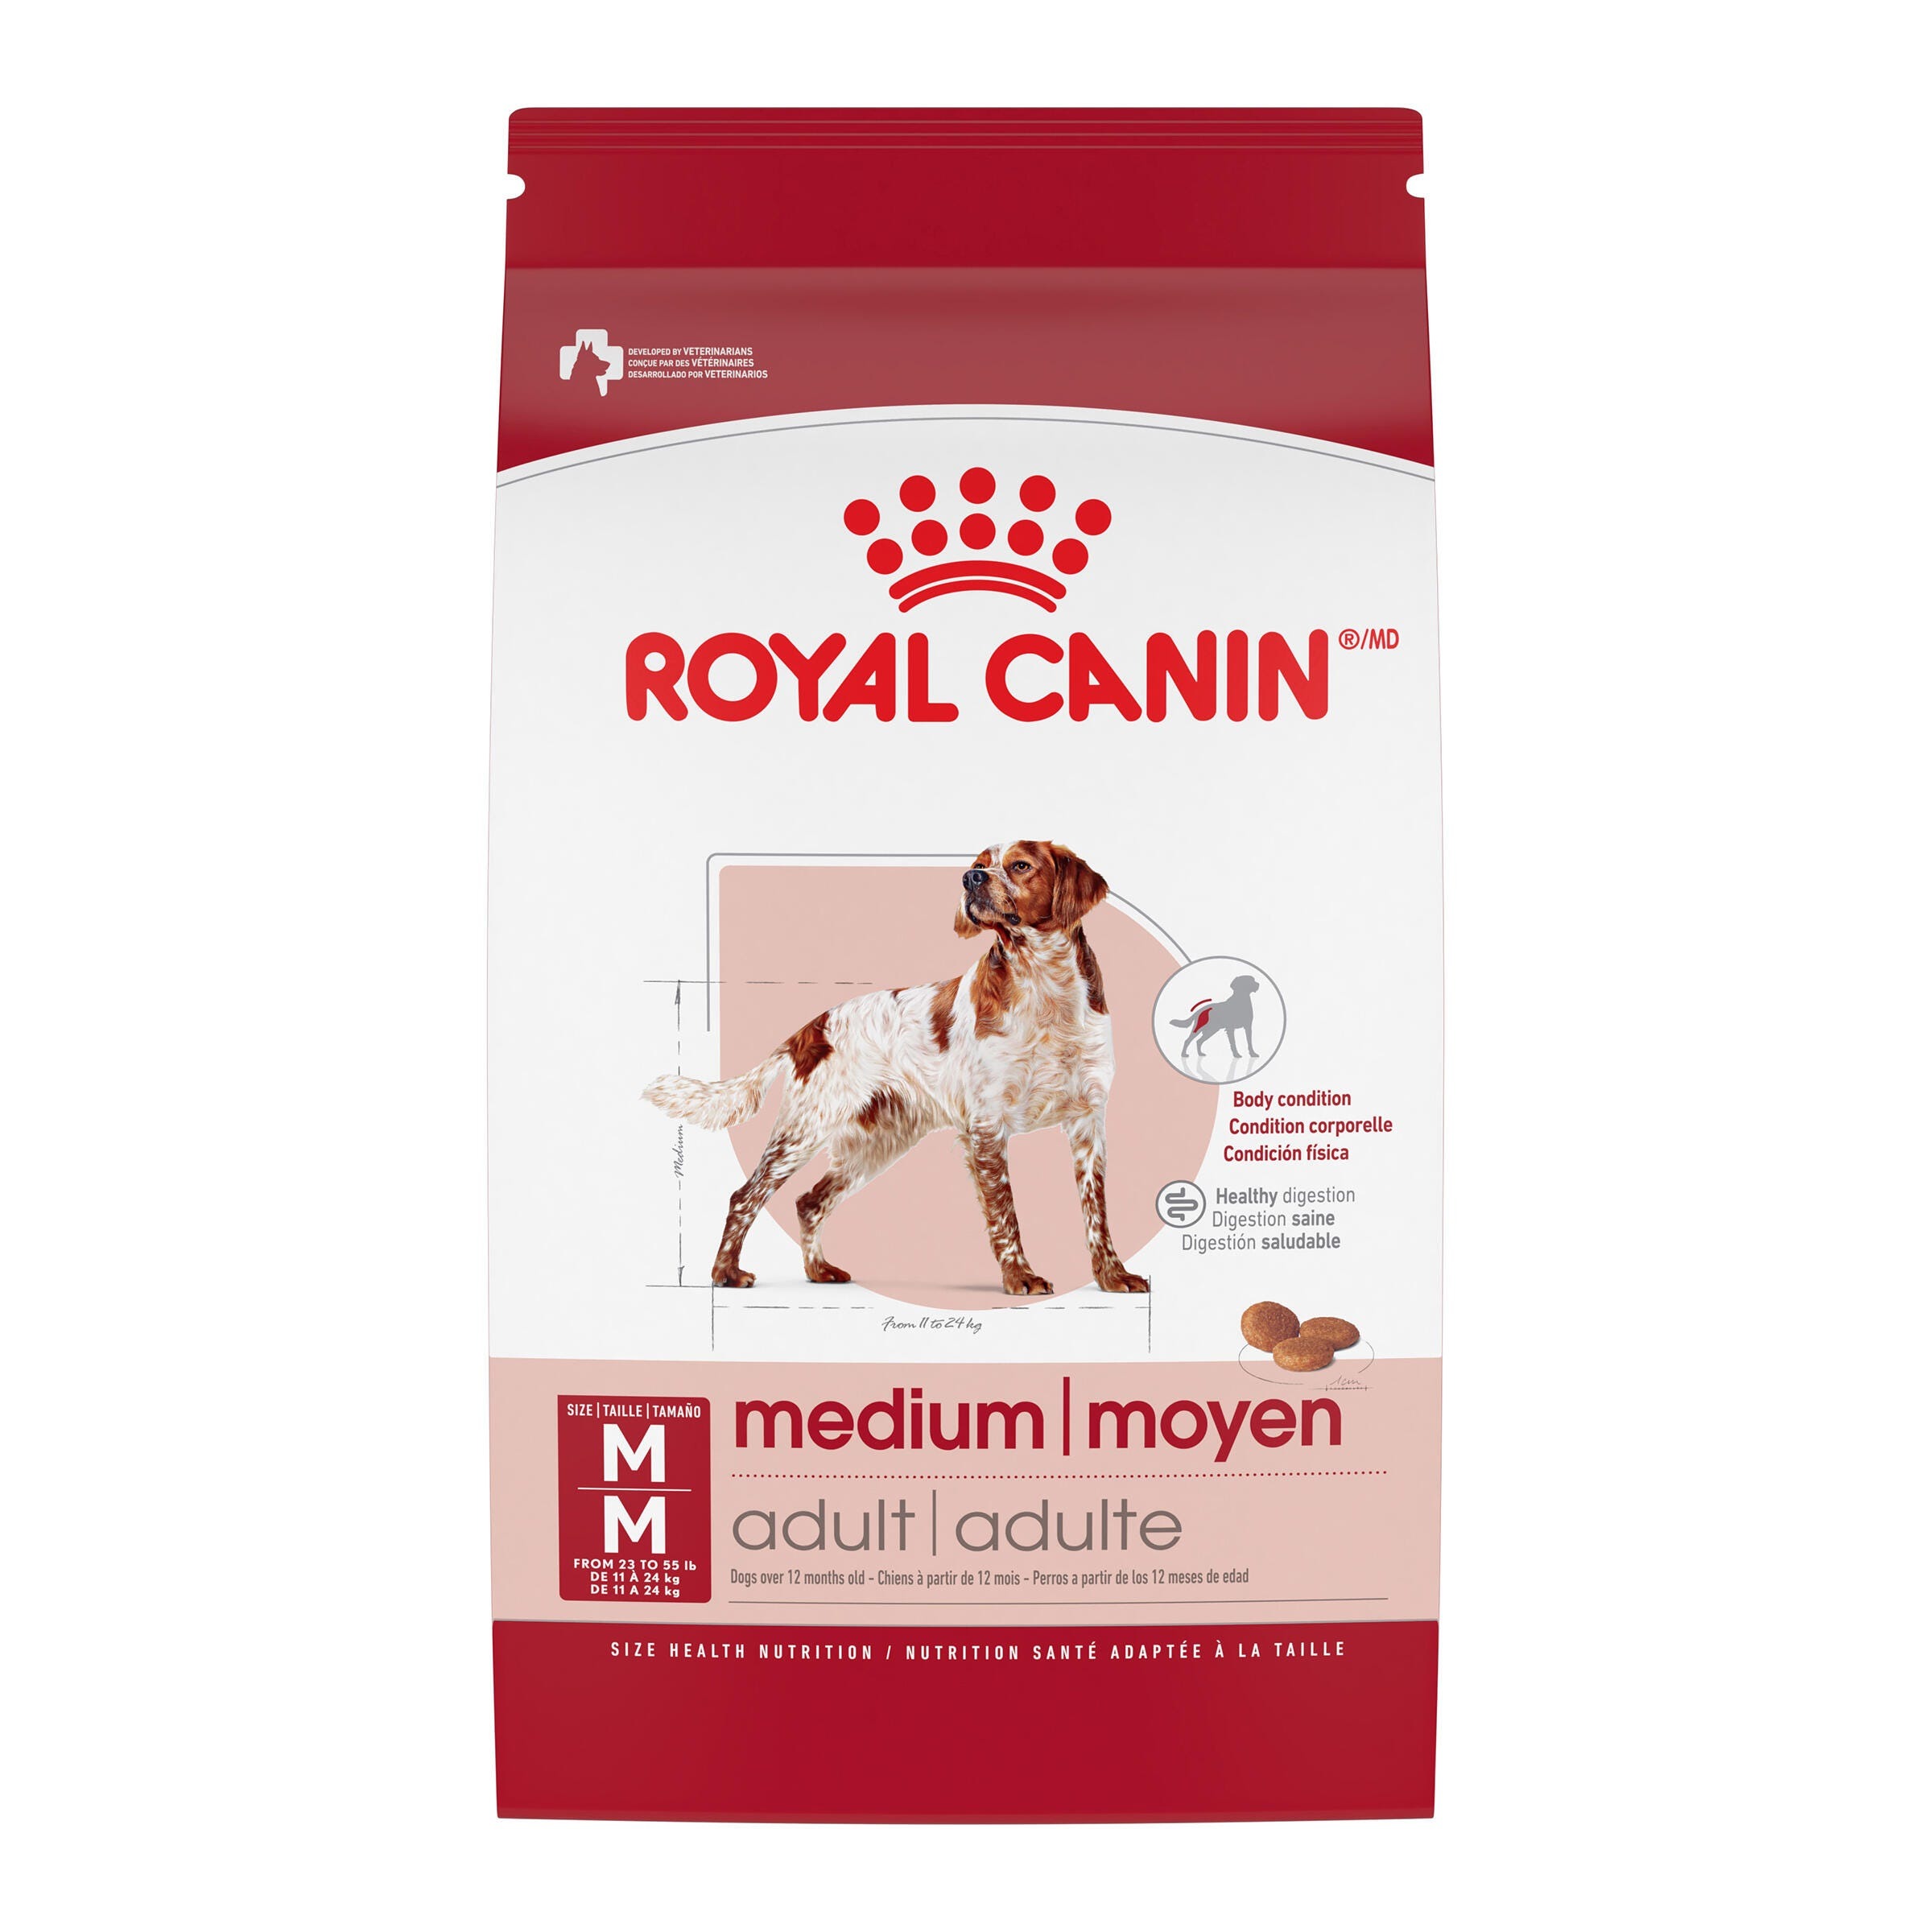 DEVELOPED BY VETERINARIANS
CONÇUE PAR DES VÉTÉRINAIRES
DESARROLLADO POR VETERINARIOS
ROYAL CANIN®/MD
Body condition
Condition corporelle
Condición física
Healthy digestion
Digestion saine
Digestión saludable
Medium
From 11 to 24 kg
1cm
SIZE | TAILLE | TAMAÑO
M
M
FROM 23 TO 55 lb
DE 11 À 24 kg
DE 11 A 24 kg
medium | moyen
adult | adulte
Dogs over 12 months old - Chiens à partir de 12 mois - Perros a partir de los 12 meses de edad
SIZE HEALTH NUTRITION / NUTRITION SANTÉ ADAPTÉE À LA TAILLE